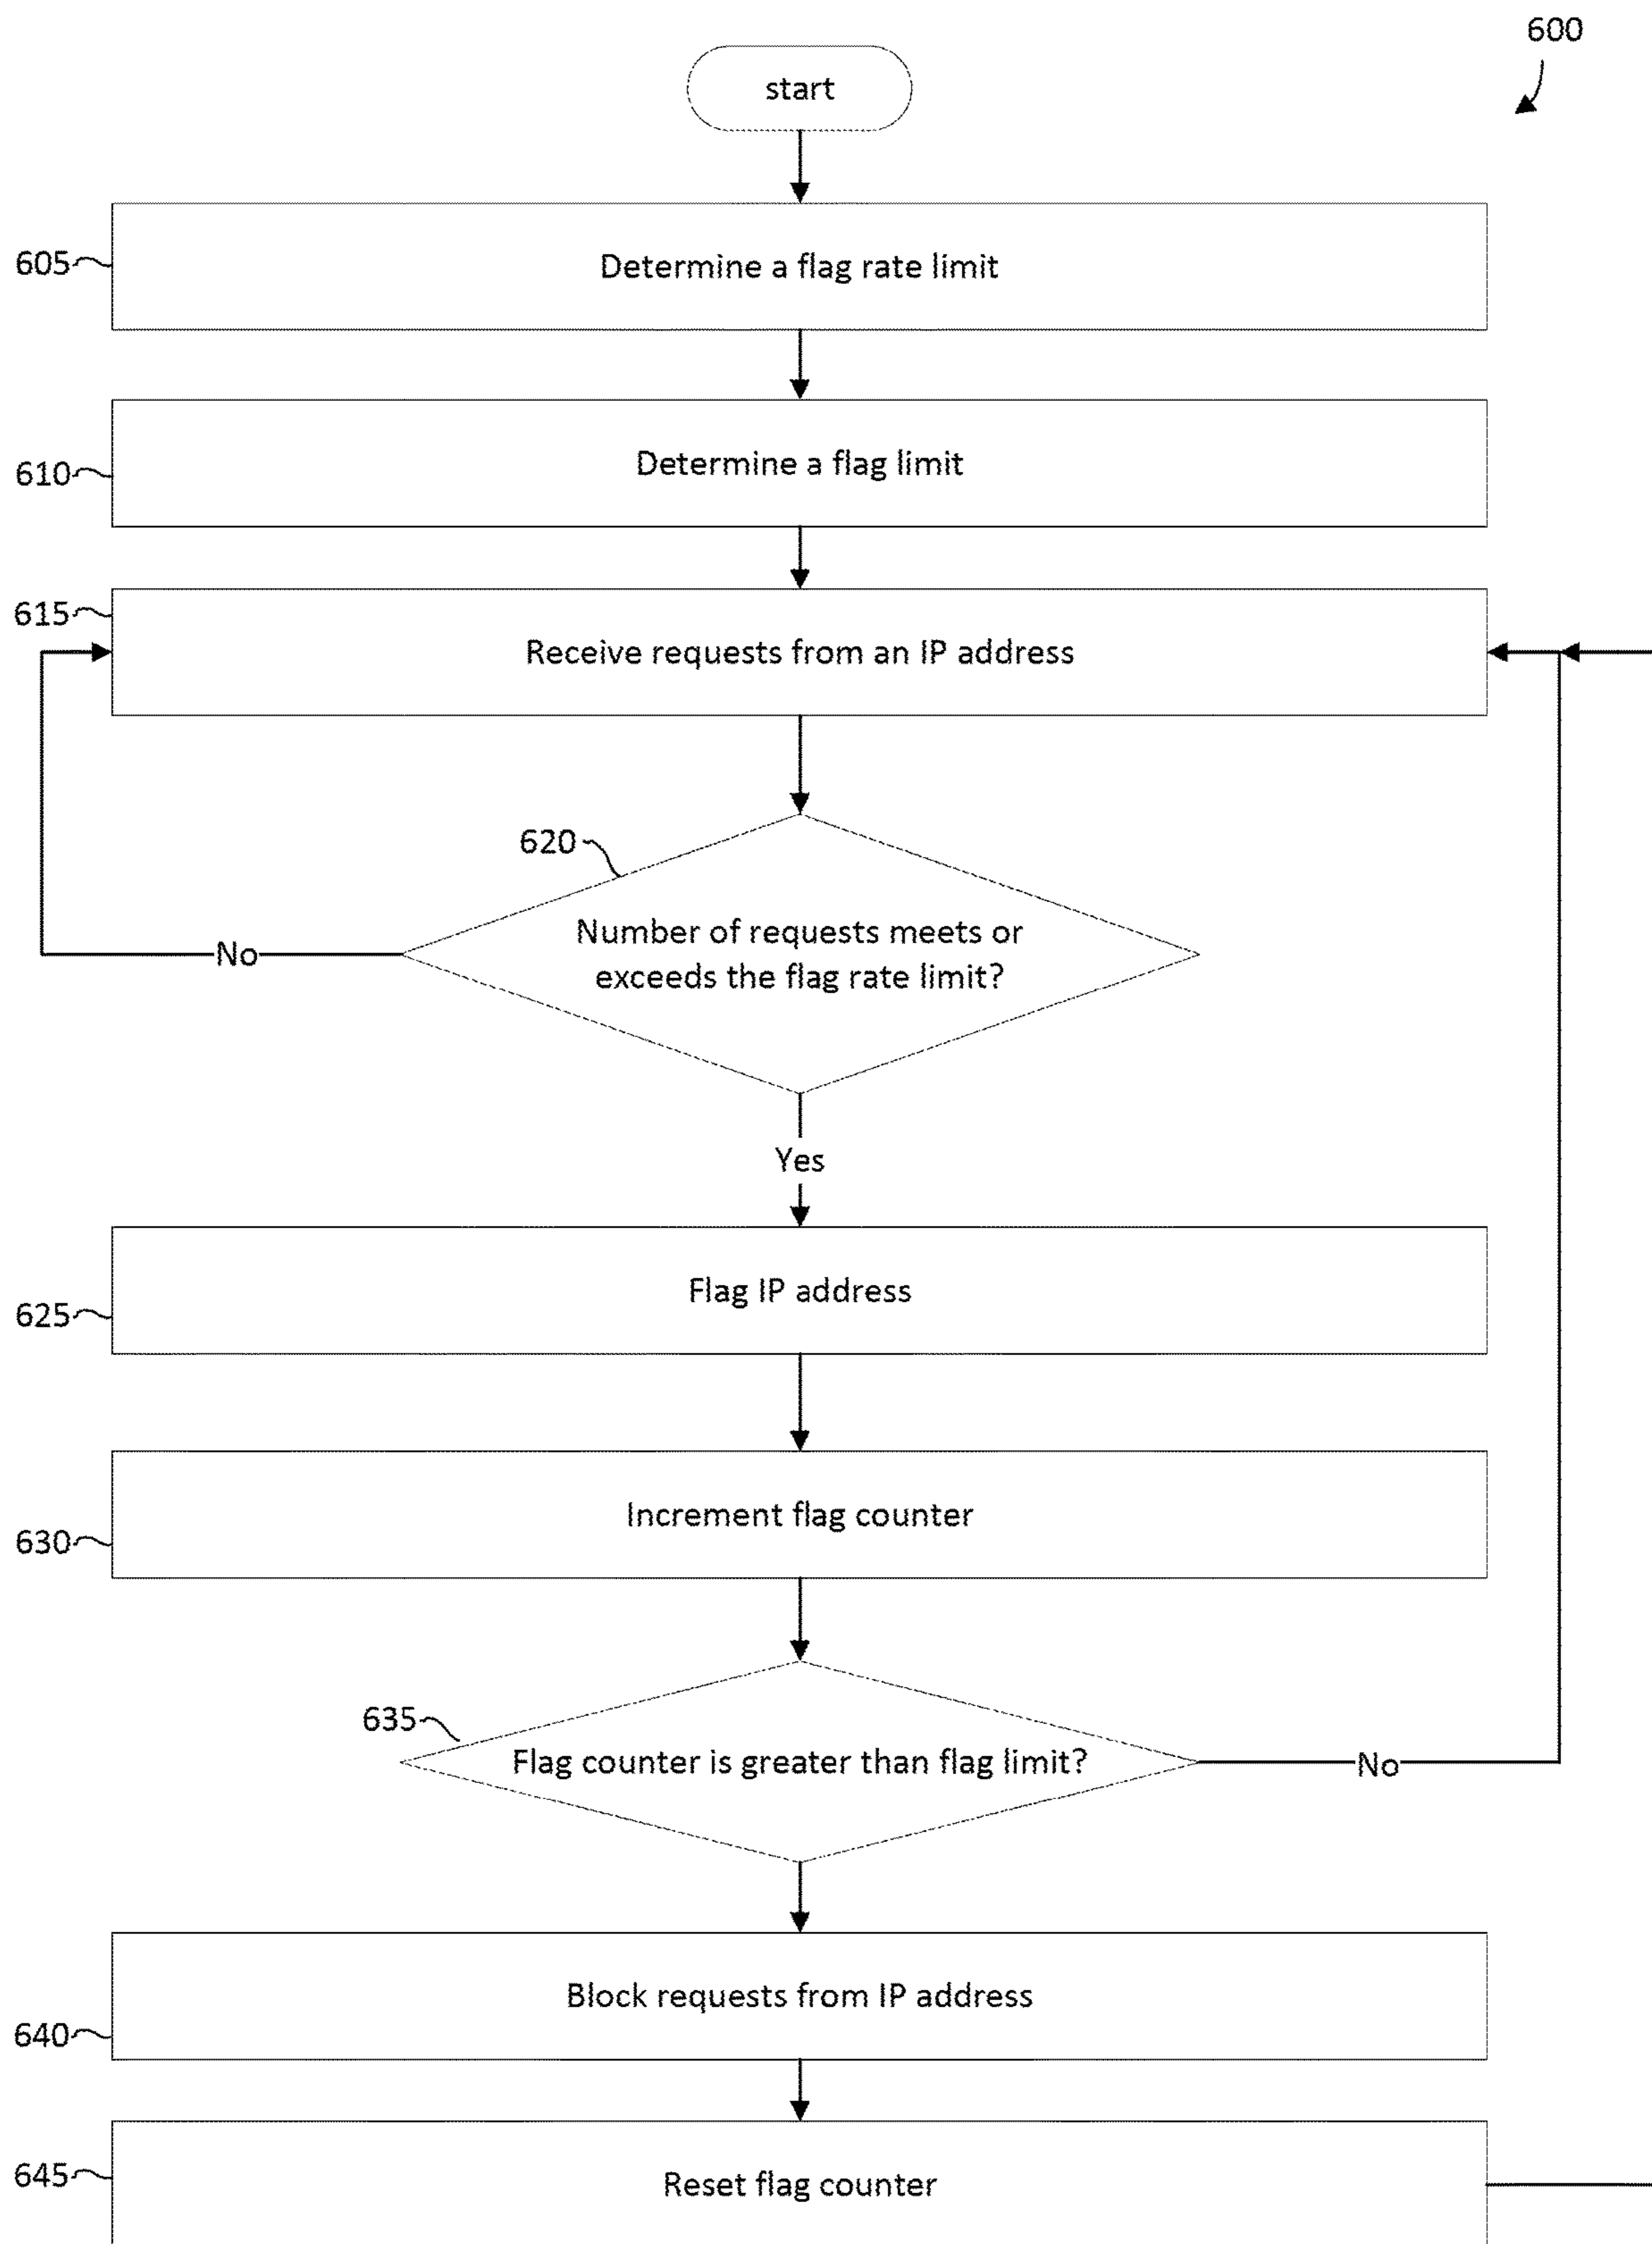 600
start
605
Determine a flag rate limit
610
Determine a flag limit
615
Receive requests from an IP address
620
Number of requests meets or
exceeds the flag rate limit?
No
Yes
Flag IP address
625
Increment flag counter
630
635
Flag counter is greater than flag limit?
No
Block requests from IP address
640
645
Reset flag counter